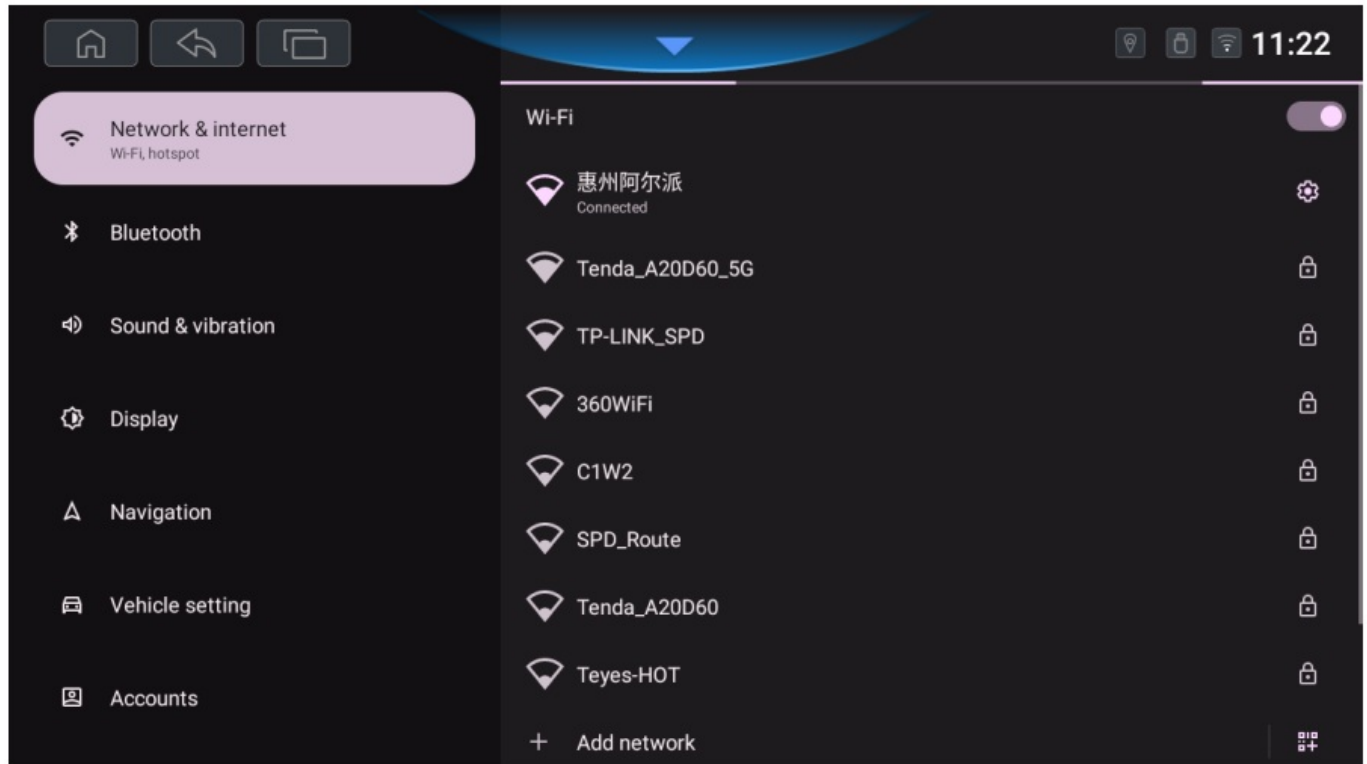 11:22
Network & internet
Wi-Fi, hotspot
Bluetooth
Sound & vibration
Display
Navigation
Vehicle setting
Accounts
Wi-Fi
惠州阿尔派
Connected
Tenda_A20D60_5G
TP-LINK_SPD
360WiFi
C1W2
SPD_Route
Tenda_A20D60
Teyes-HOT
Add network